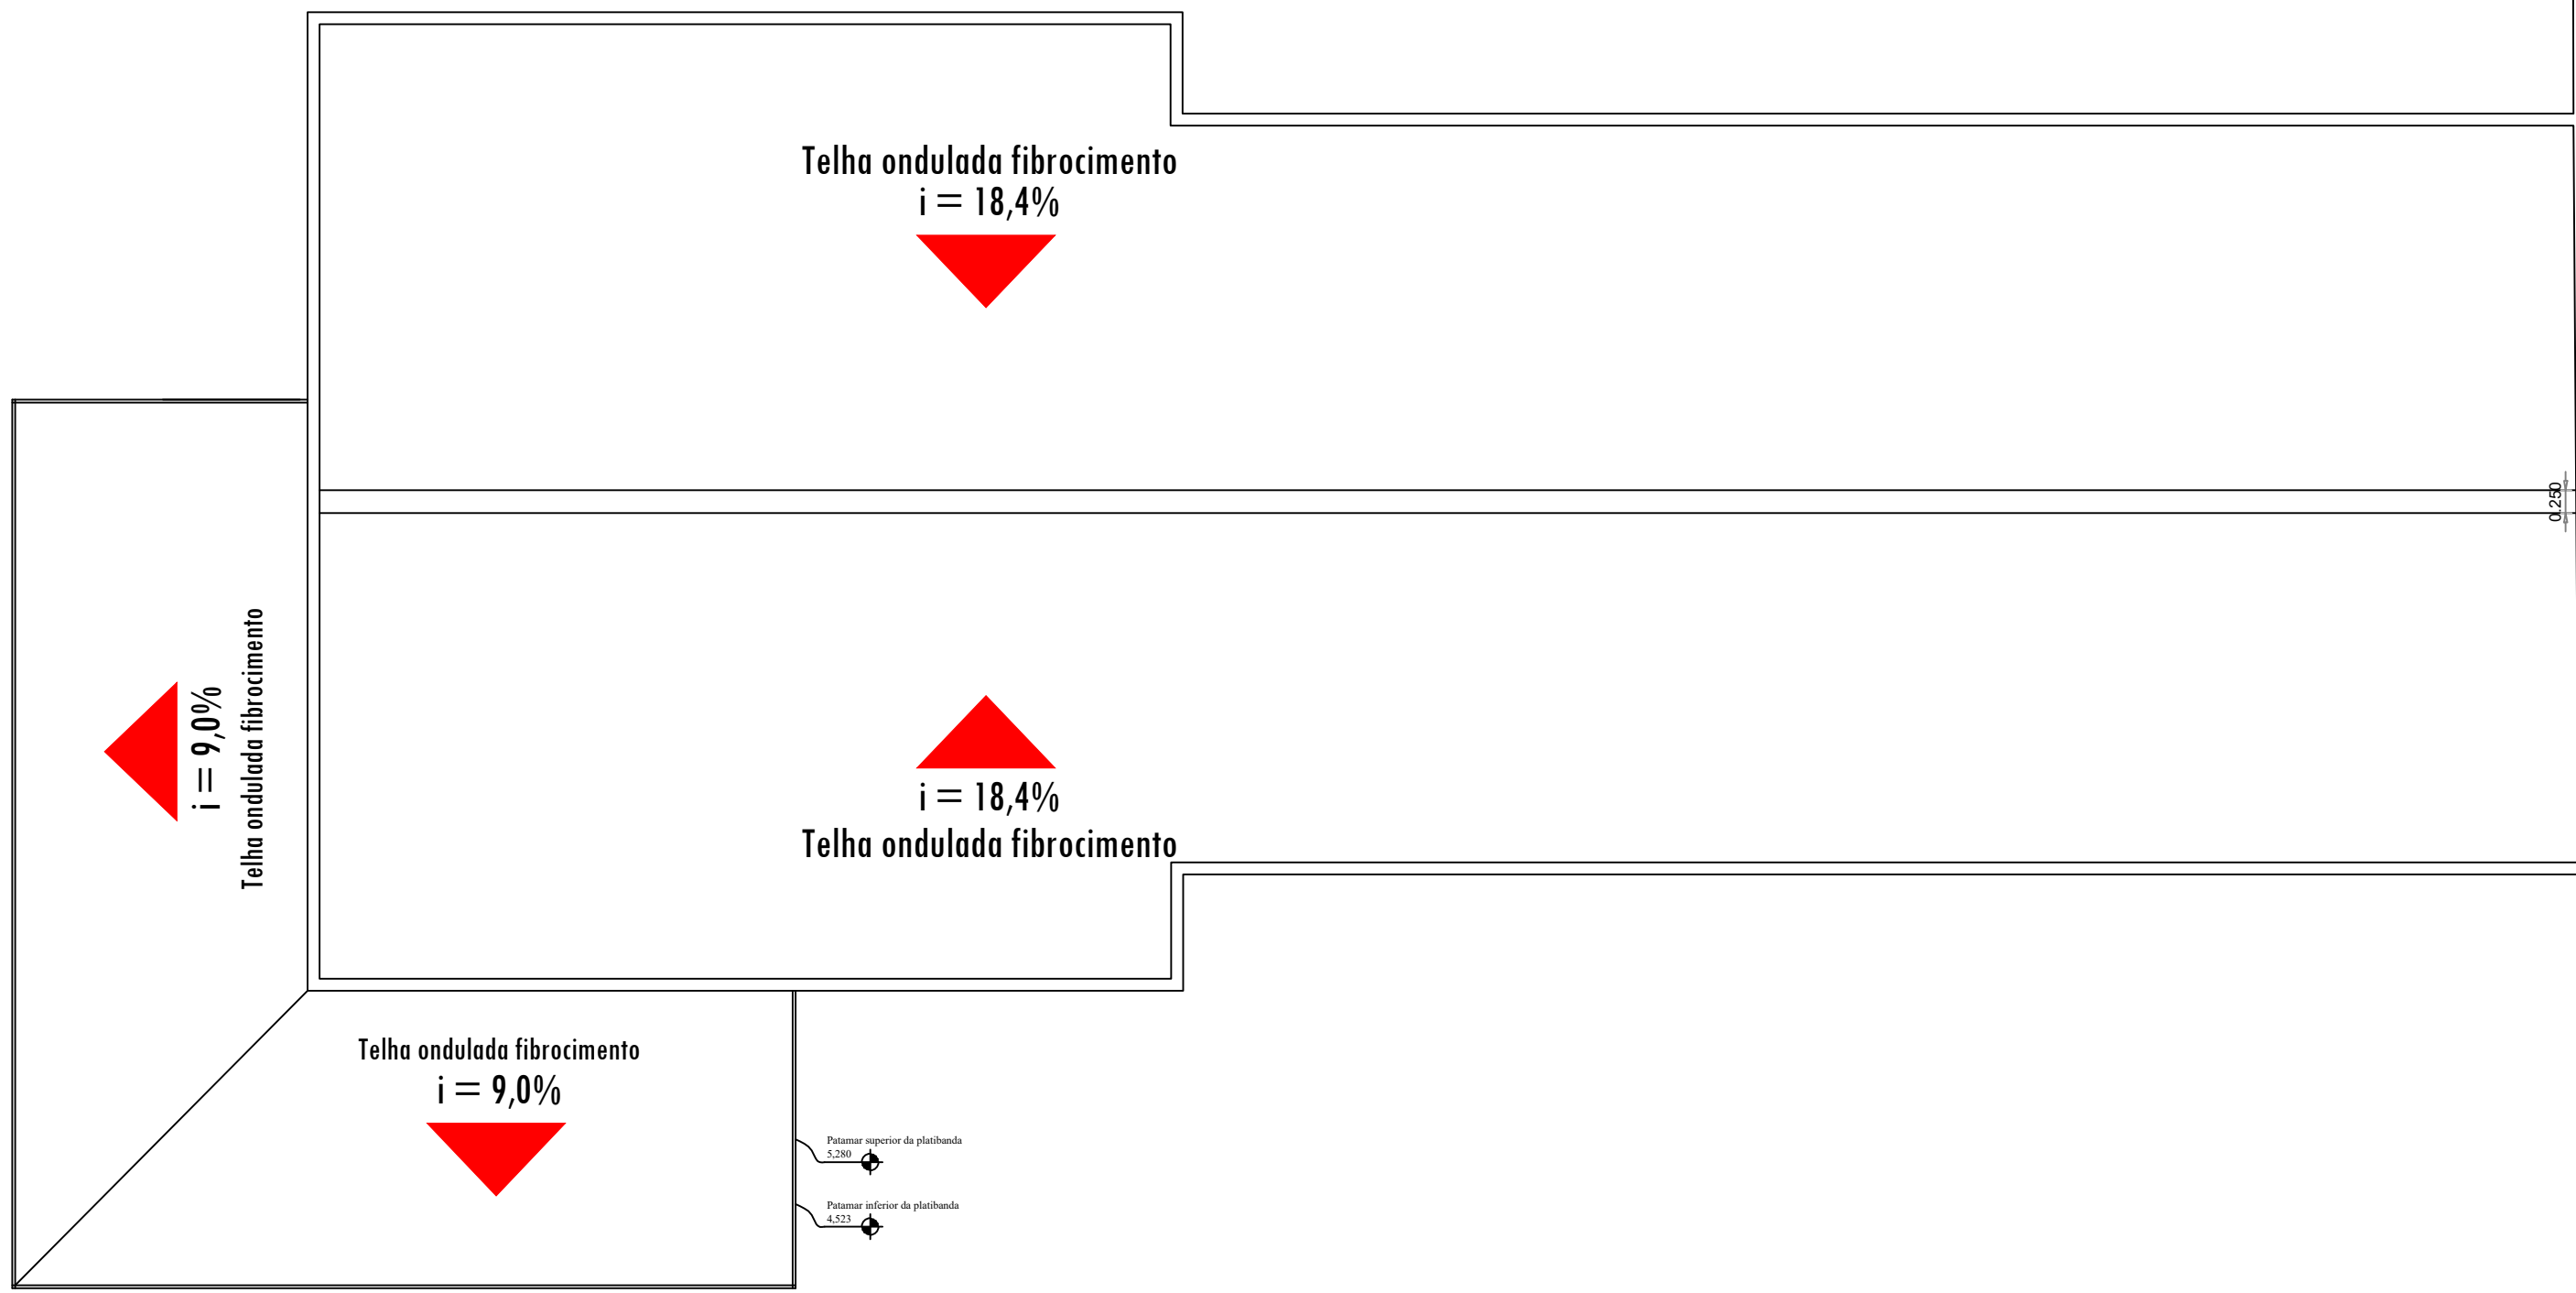 Telha ondulada fibrocimento
i = 18,4%
0.250
i = 9,0%
Telha ondulada fibrocimento
i = 18,4%
Telha ondulada fibrocimento
Telha ondulada fibrocimento
i = 9,0%
Patamar superior da platibanda
5,280
Patamar inferior da platibanda
4,523